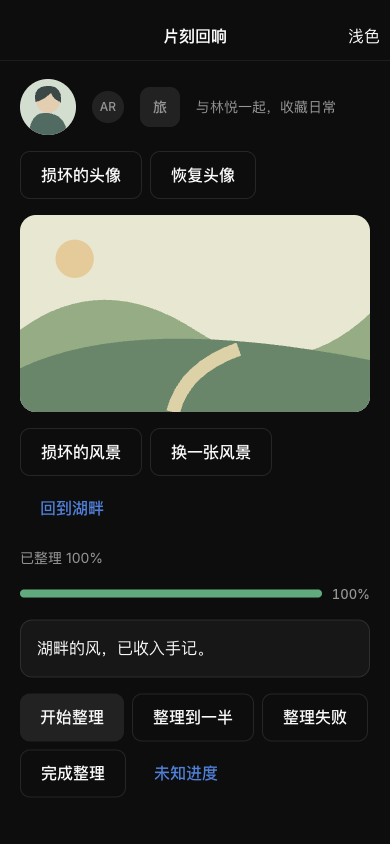 片刻回响 浅色
AR 旅 与林悦一起，收藏日常
损坏的头像 恢复头像
损坏的风景 换一张风景
回到湖畔
已整理 100%
100%
湖畔的风，已收入手记。
开始整理 整理到一半 整理失败
完成整理 未知进度